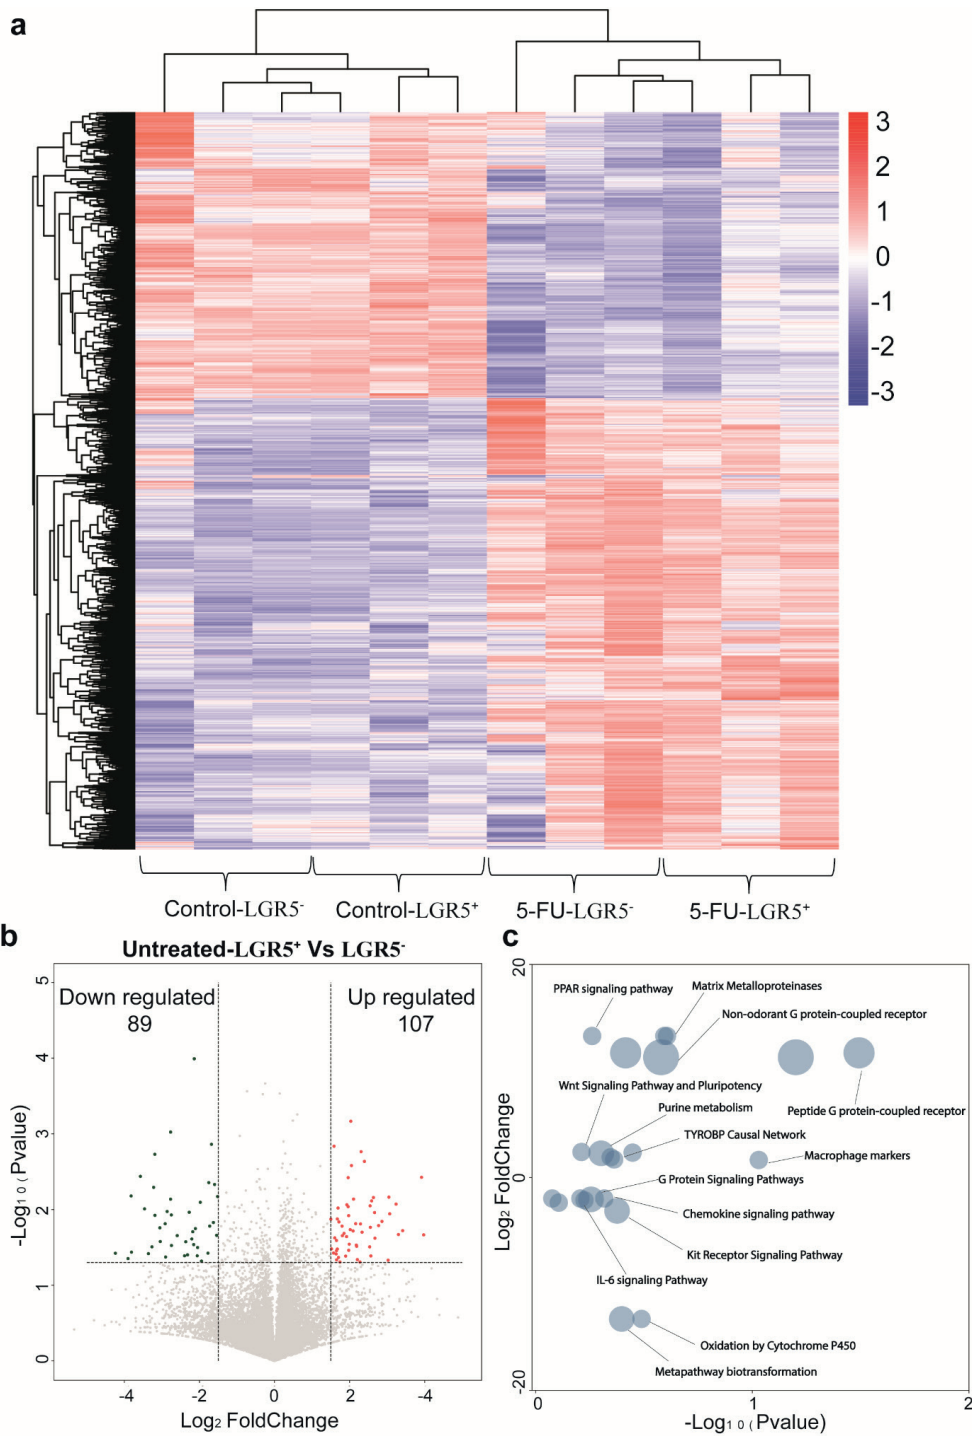 a
3
2
1
0
-1
-2
-3
Control-LGR5⁻
Control-LGR5⁺
5-FU-LGR5⁻
5-FU-LGR5⁺
b
Untreated-LGR5⁺ Vs LGR5⁻
Down regulated
89
Up regulated
107
-Log₁₀(Pvalue)
5
4
3
2
1
0
-4
-2
0
2
-4
Log₂ FoldChange
c
20
0
-20
Log₂ FoldChange
PPAR signaling pathway
Matrix Metalloproteinases
Non-odorant G protein-coupled receptor
Wnt Signaling Pathway and Pluripotency
Peptide G protein-coupled receptor
Purine metabolism
TYROBP Causal Network
Macrophage markers
G Protein Signaling Pathways
Chemokine signaling pathway
Kit Receptor Signaling Pathway
IL-6 signaling Pathway
Oxidation by Cytochrome P450
Metapathway biotransformation
0
1
2
-Log₁₀(Pvalue)